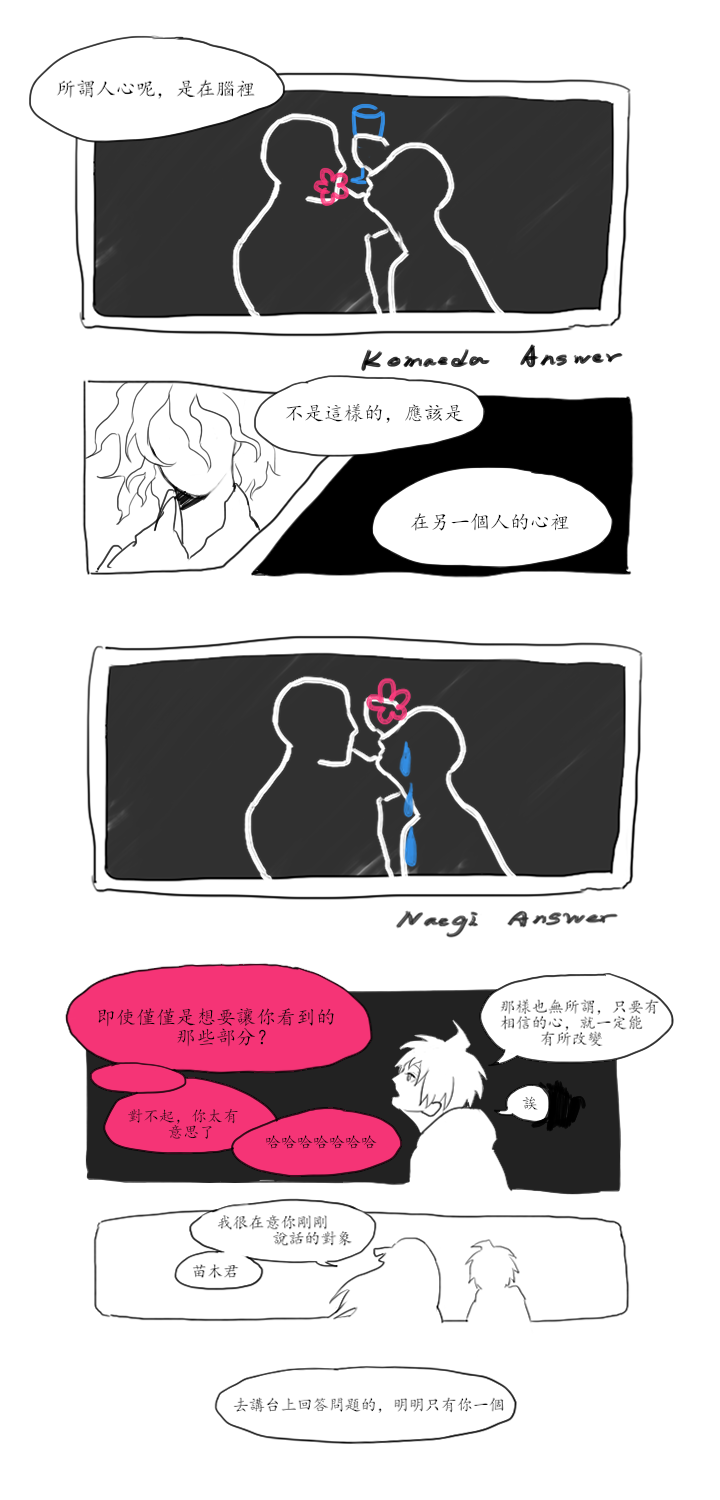 所謂人心呢，是在腦裡
Komaeda Answer
不是這樣的，應該是
在另一個人的心裡
Naegi Answer
即使僅僅是想要讓你看到的
那些部分？
那樣也無所謂，只要有
相信的心，就一定能
有所改變
對不起，你太有
意思了
哈哈哈哈哈哈哈
誒
我很在意你剛剛
說話的對象
苗木君
去講台上回答問題的，明明只有你一個